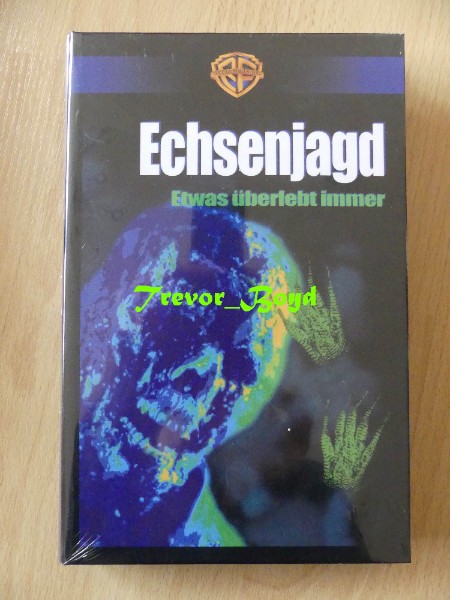 Echsenjagd
Etwas überlebt immer
Trevor_Boyd